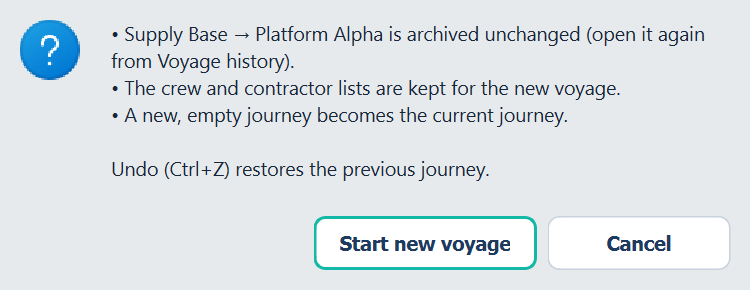 ?
• Supply Base → Platform Alpha is archived unchanged (open it again
from Voyage history).
• The crew and contractor lists are kept for the new voyage.
• A new, empty journey becomes the current journey.
Undo (Ctrl+Z) restores the previous journey.
Start new voyage
Cancel